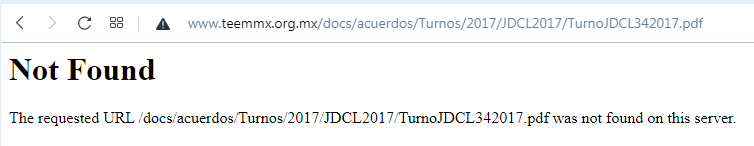 www.teemmx.org.mx/docs/acuerdos/Turnos/2017/JDCL2017/TurnoJDCL342017.pdf
Not Found
The requested URL /docs/acuerdos/Turnos/2017/JDCL2017/TurnoJDCL342017.pdf was not found on this server.